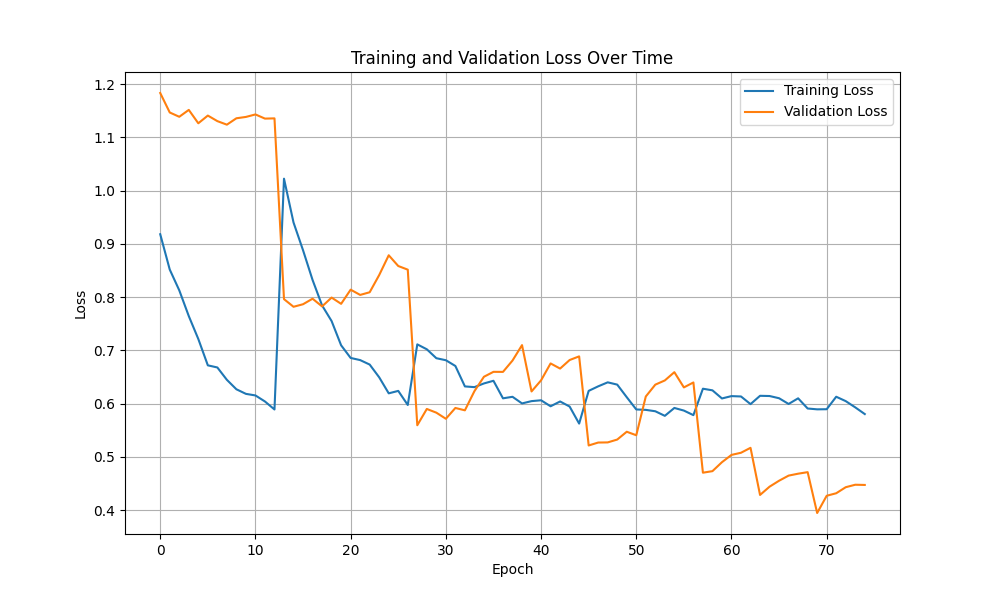 Training and Validation Loss Over Time
Training Loss
Validation Loss
Loss
1.2
1.1
1.0
0.9
0.8
0.7
0.6
0.5
0.4
0 10 20 30 40 50 60 70
Epoch